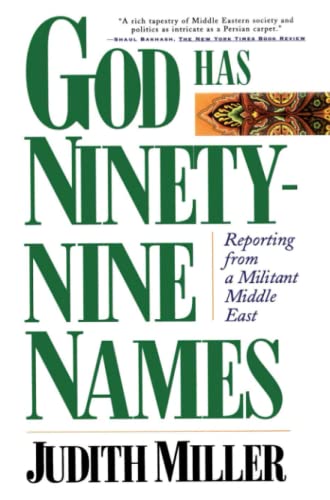 "A rich tapestry of Middle Eastern society and
politics as intricate as a Persian carpet."
—Shaul Bakhash, The New York Times Book Review
GOD HAS
NINETY-
NINE
NAMES
Reporting
from
a Militant
Middle
East
JUDITH MILLER